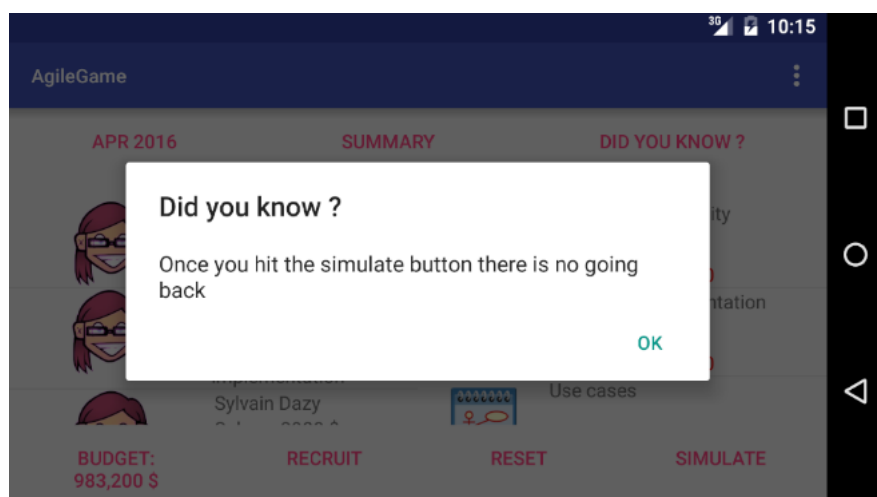 3G 10:15
AgileGame
APR 2016 SUMMARY DID YOU KNOW ?
Did you know ?
Once you hit the simulate button there is no going
back
OK
Sylvain Dazy
Use cases
BUDGET: RECRUIT RESET SIMULATE
983,200 $